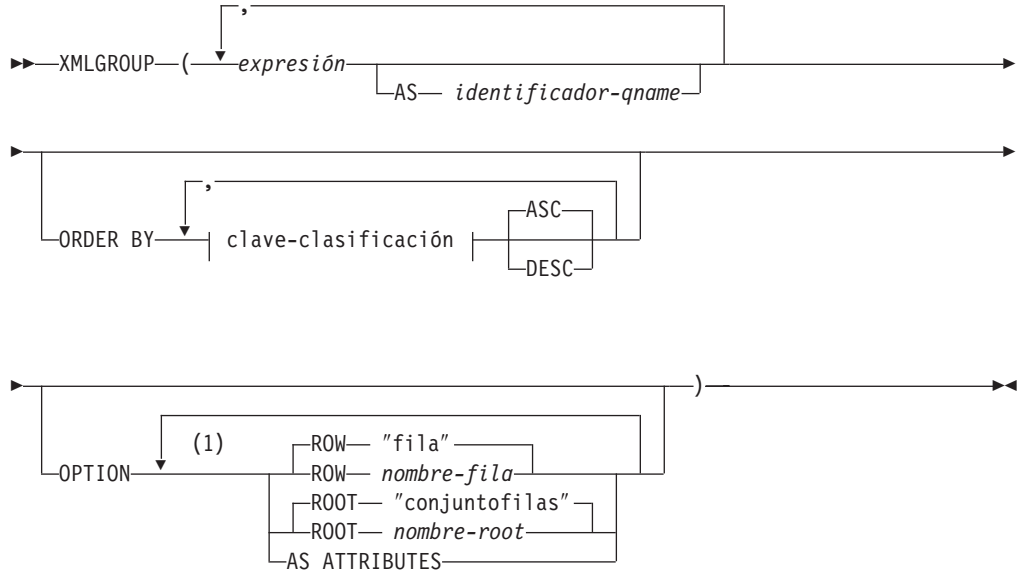 ,
XMLGROUP ( expresión
AS identificador-qname
,
ASC
ORDER BY clave-clasificación
DESC
)
(1) ROW "fila"
OPTION ROW nombre-fila
ROOT "conjuntofilas"
ROOT nombre-root
AS ATTRIBUTES